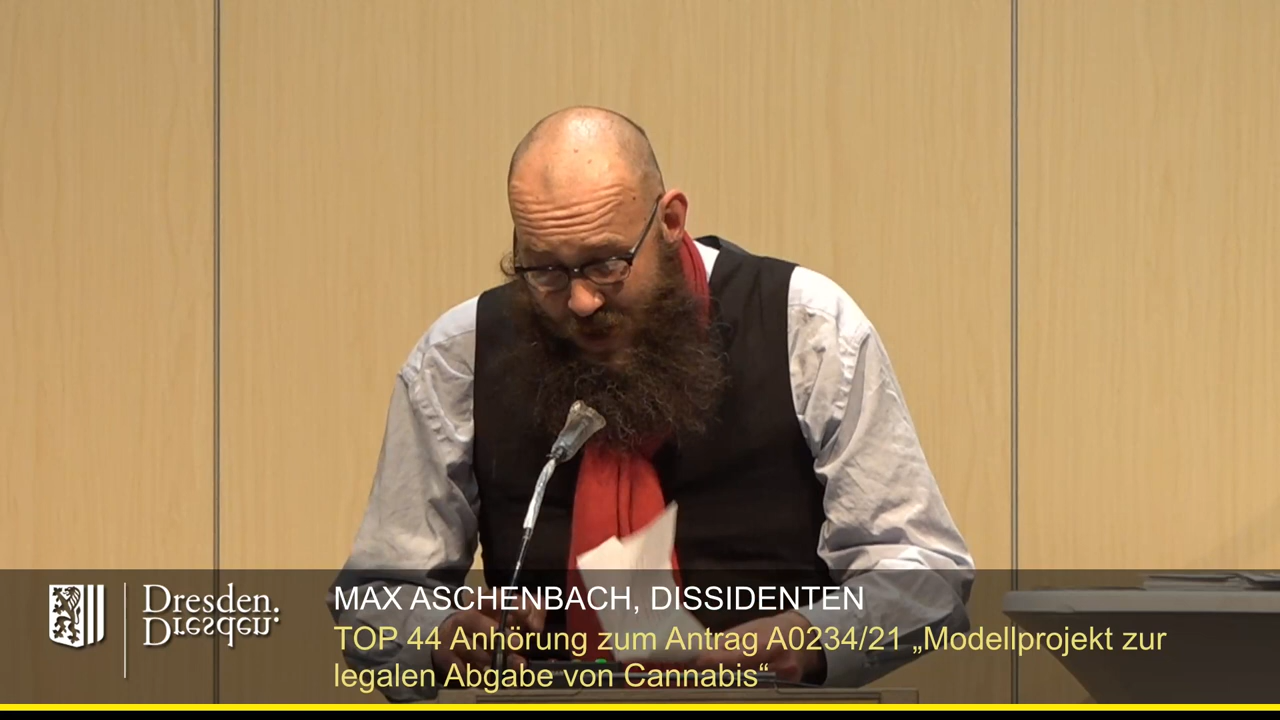 Dresden.
Dresden.
MAX ASCHENBACH, DISSIDENTEN
TOP 44 Anhörung zum Antrag A0234/21 „Modellprojekt zur
legalen Abgabe von Cannabis“